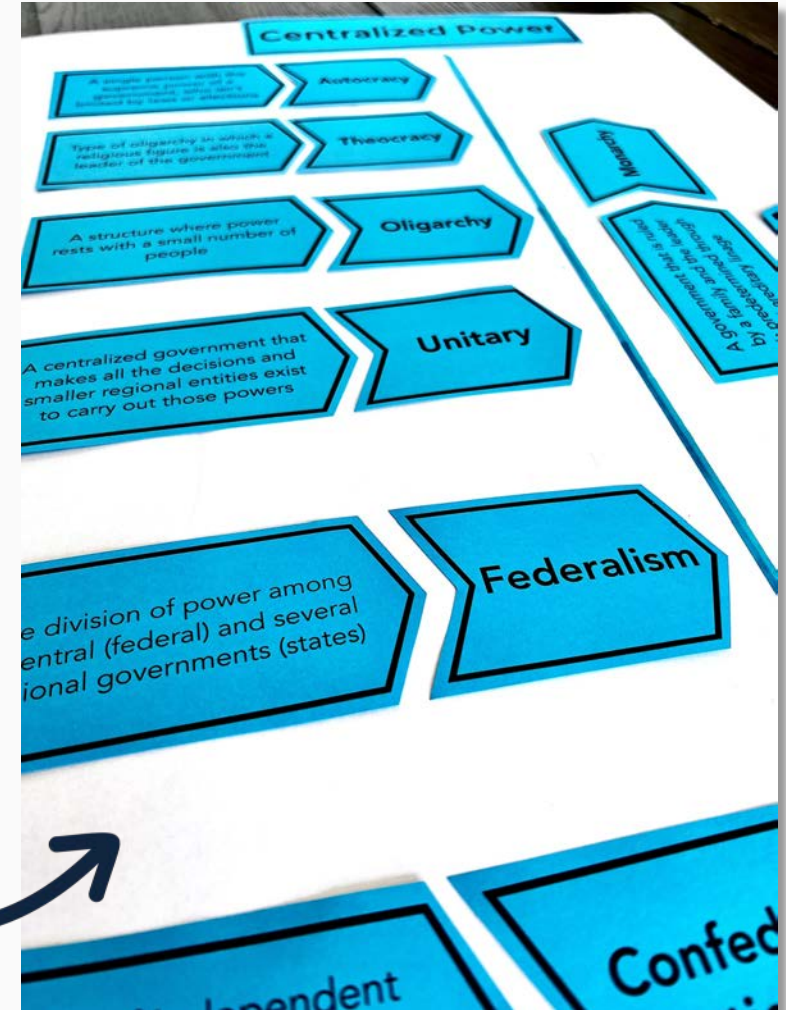 Centralized Power
A single person with the
supreme power of a
government, who isn't
limited by laws or elections
Autocracy
Type of oligarchy in which a
religious figure is also the
leader of the government
Theocracy
A structure where power
rests with a small number of
people
Oligarchy
A centralized government that
makes all the decisions and
smaller regional entities exist
to carry out those powers
Unitary
e division of power among
entral (federal) and several
ional governments (states)
Federalism
dependent
Confed
Monarchy
A government that is ruled
by a family and the leader
is predetermined through
reditary lineage